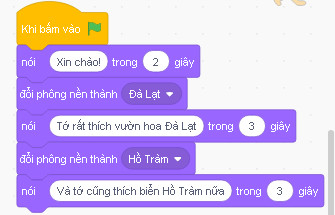 Khi bấm vào
nói Xin chào! trong 2 giây
đổi phông nền thành Đà Lạt
nói Tớ rất thích vườn hoa Đà Lạt trong 3 giây
đổi phông nền thành Hồ Tràm
nói Và tớ cũng thích biển Hồ Tràm nữa trong 3 giây